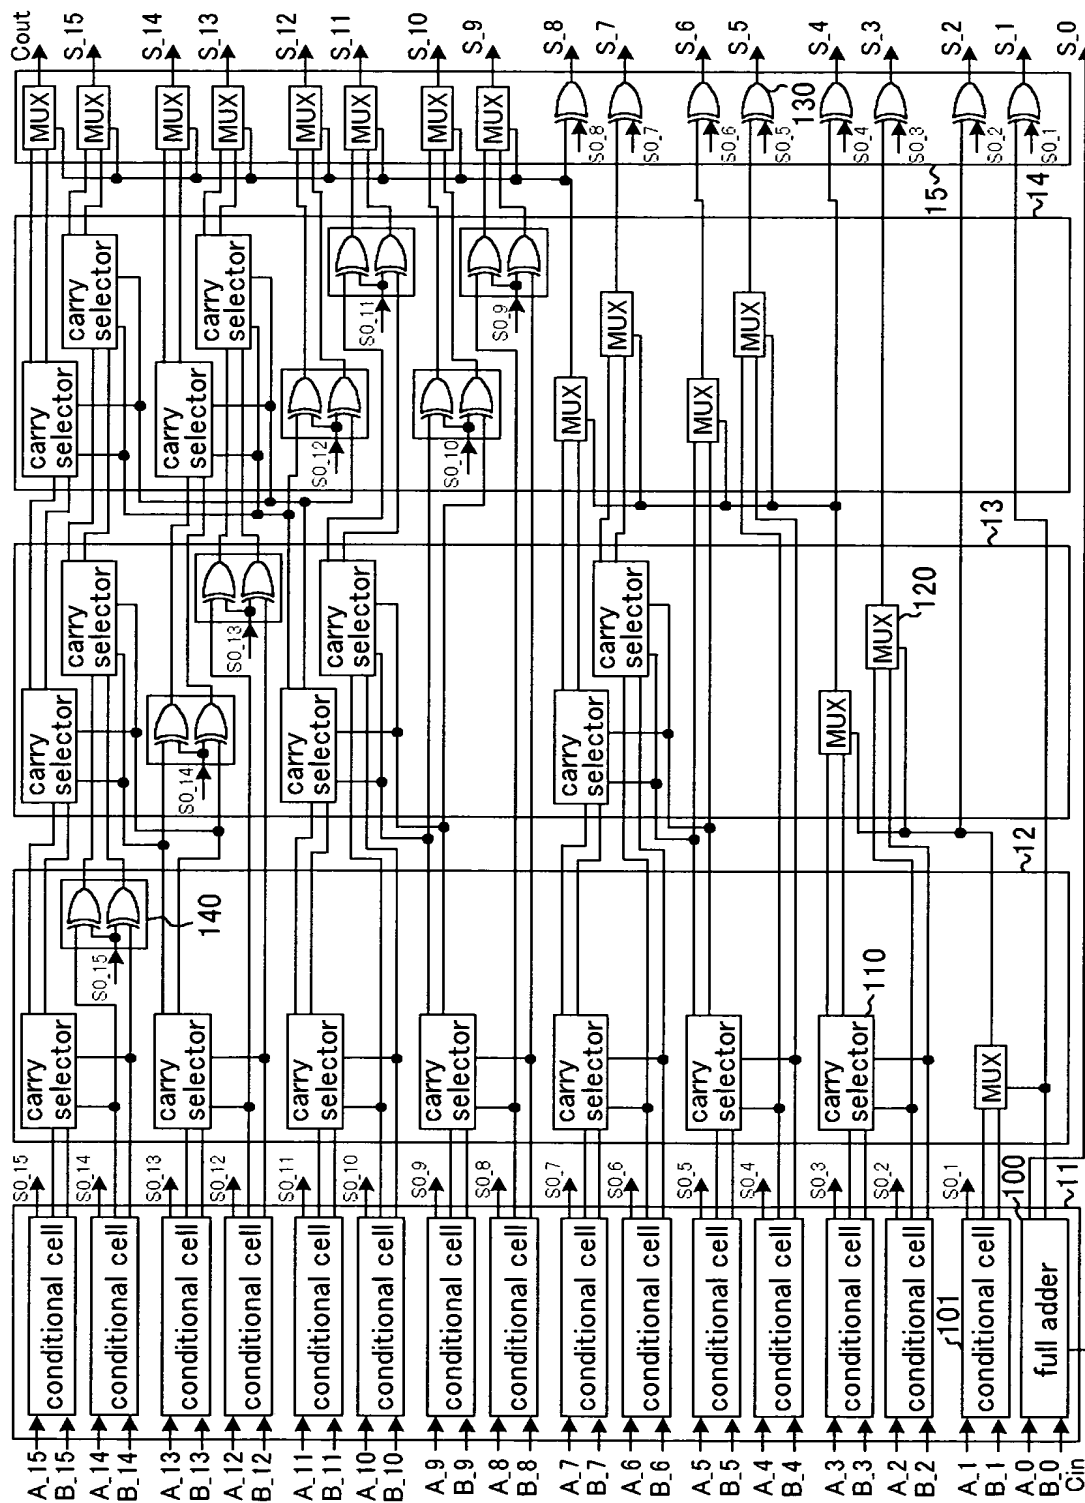 Cout
S_15
S_14
S_13
S_12
S_11
S_10
S_9
S_8
S_7
S_6
S_5
S_4
S_3
S_2
S_1
S_0
MUX
MUX
MUX
MUX
MUX
MUX
MUX
MUX
S0_8
S0_7
S0_6
S0_5
130
S0_4
S0_3
S0_2
S0_1
15
14
carry selector
carry selector
carry selector
carry selector
S0_11
S0_9
S0_12
S0_10
MUX
MUX
MUX
MUX
13
carry selector
carry selector
S0_13
S0_14
carry selector
carry selector
carry selector
carry selector
MUX
120
MUX
12
140
S0_15
carry selector
carry selector
carry selector
carry selector
carry selector
carry selector
carry selector
110
MUX
S0_15
S0_14
S0_13
S0_12
S0_11
S0_10
S0_9
S0_8
S0_7
S0_6
S0_5
S0_4
S0_3
S0_2
S0_1
100
11
conditional cell
conditional cell
conditional cell
conditional cell
conditional cell
conditional cell
conditional cell
conditional cell
conditional cell
conditional cell
conditional cell
conditional cell
conditional cell
conditional cell
101
conditional cell
full adder
A_15
B_15
A_14
B_14
A_13
B_13
A_12
B_12
A_11
B_11
A_10
B_10
A_9
B_9
A_8
B_8
A_7
B_7
A_6
B_6
A_5
B_5
A_4
B_4
A_3
B_3
A_2
B_2
A_1
B_1
A_0
B_0
Cin